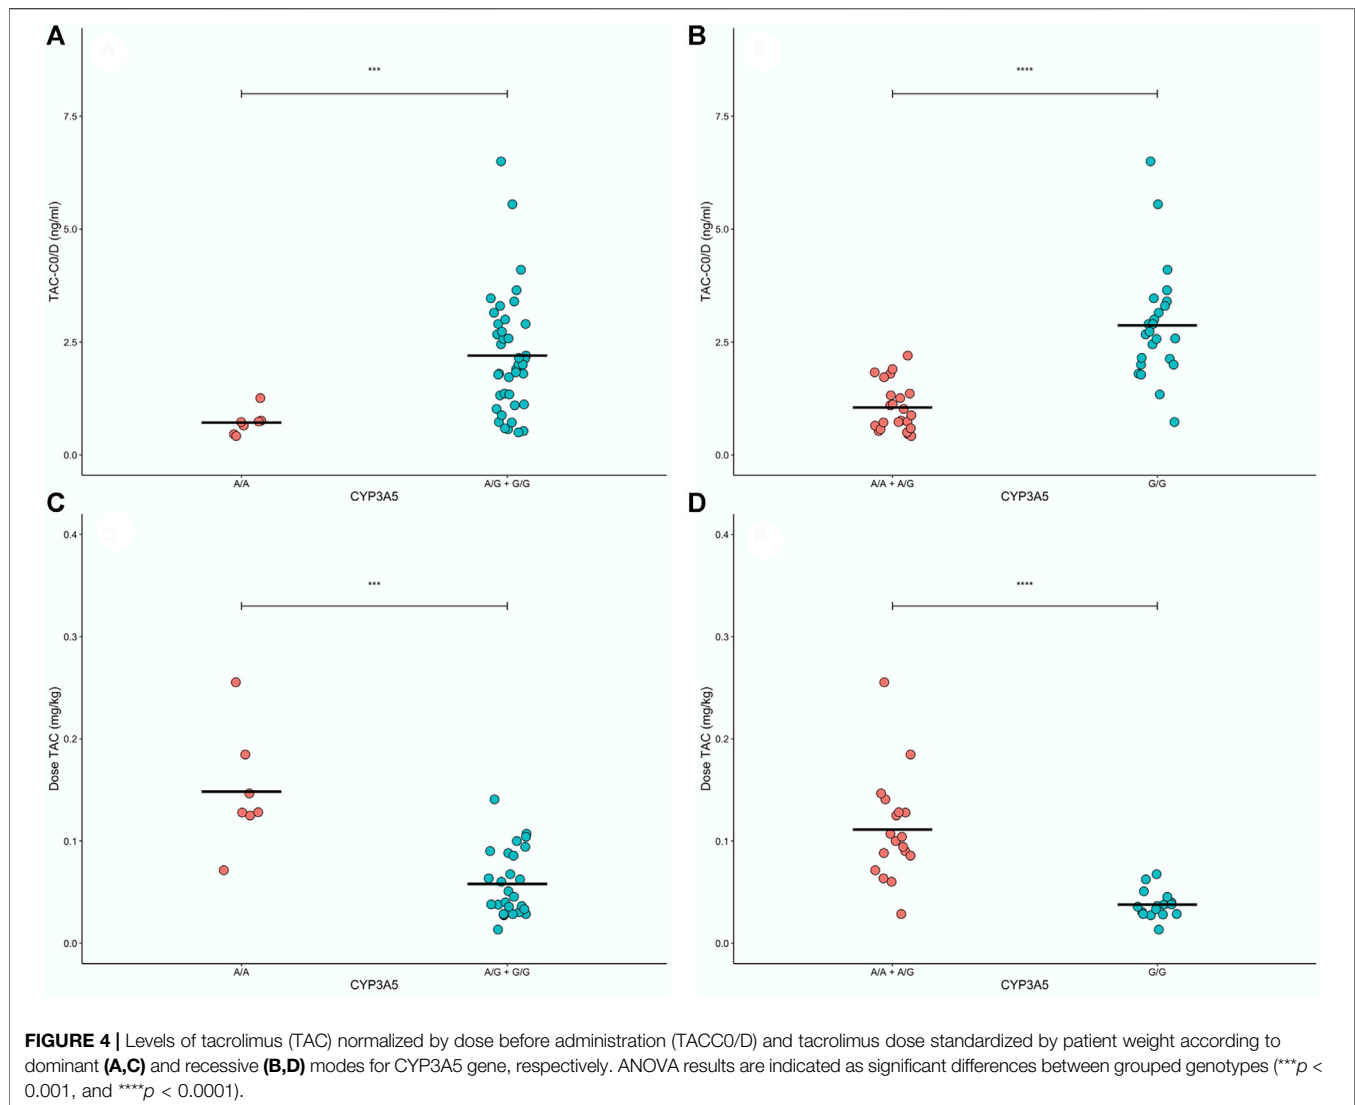 A
B
***
****
7.5
5.0
2.5
0.0
TAC-C0/D (ng/ml)
A/A
A/G + G/G
CYP3A5
7.5
5.0
2.5
0.0
TAC-C0/D (ng/ml)
A/A + A/G
G/G
CYP3A5
C
D
***
****
0.4
0.3
0.2
0.1
0.0
Dose TAC (mg/kg)
A/A
A/G + G/G
CYP3A5
0.4
0.3
0.2
0.1
0.0
Dose TAC (mg/kg)
A/A + A/G
G/G
CYP3A5
FIGURE 4 | Levels of tacrolimus (TAC) normalized by dose before administration (TACC0/D) and tacrolimus dose standardized by patient weight according to
dominant (A,C) and recessive (B,D) modes for CYP3A5 gene, respectively. ANOVA results are indicated as significant differences between grouped genotypes (***p <
0.001, and ****p < 0.0001).